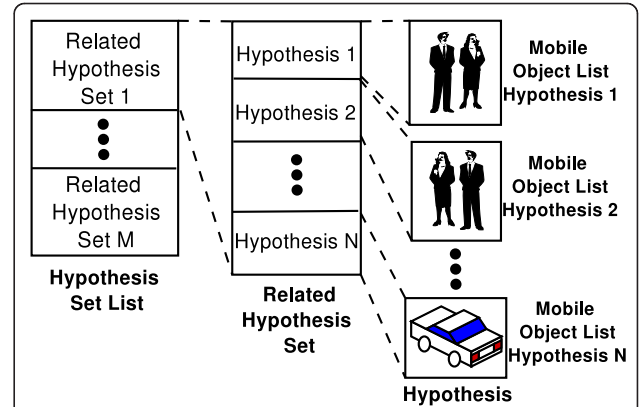 Related
Hypothesis
Set 1
Related
Hypothesis
Set M
Hypothesis
Set List
Hypothesis 1
Hypothesis 2
Hypothesis N
Related
Hypothesis
Set
Mobile
Object List
Hypothesis 1
Mobile
Object List
Hypothesis 2
Mobile
Object List
Hypothesis N
Hypothesis